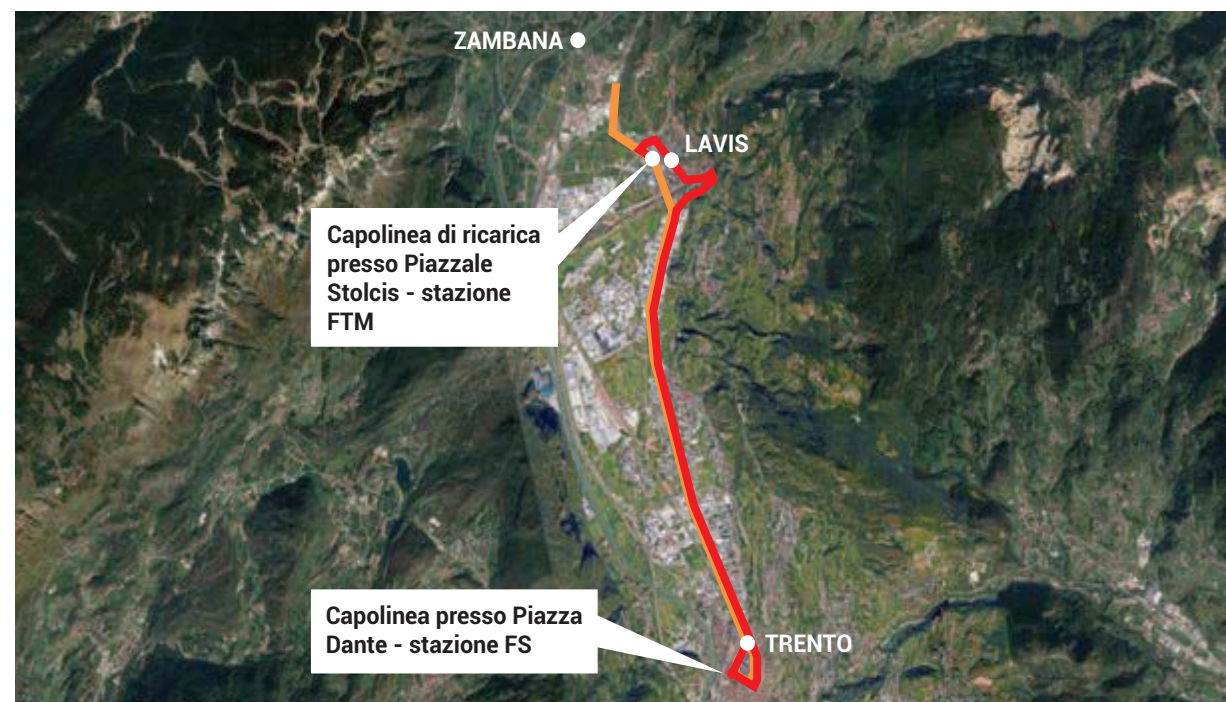 ZAMBANA
LAVIS
Capolinea di ricarica
presso Piazzale
Stolcis - stazione
FTM
Capolinea presso Piazza
Dante - stazione FS
TRENTO